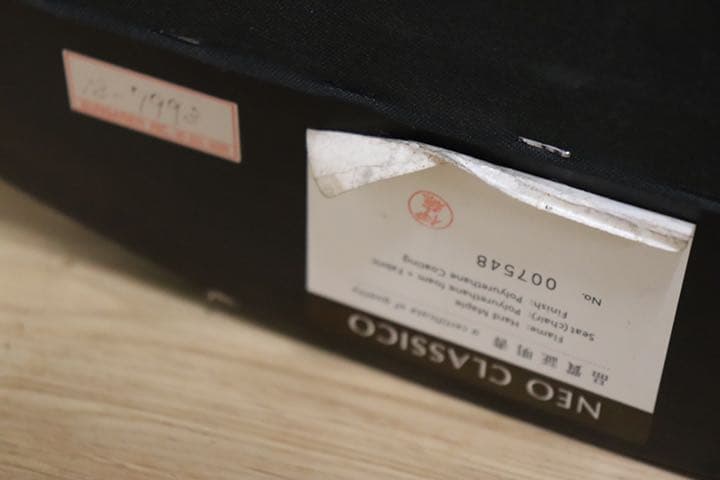 NEO CLASSICO
品質証明書
a certificate of quality
Flame: Hard Maple
Seat(chair): Polyurethane foam + Fabric
Finish: Polyurethane Coating
No. 007548